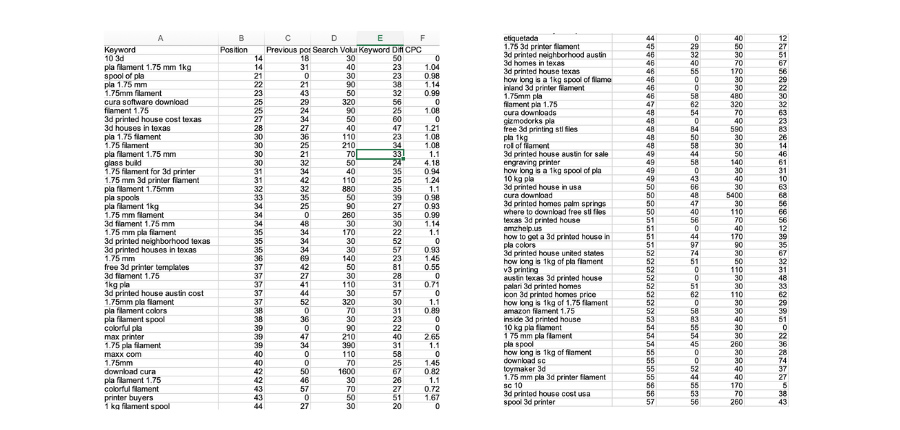 A B C D E F
Keyword Position Previous pos Search Volu Keyword Diffi CPC
10 3d 14 18 30 50 0
pla filament 1.75 mm 1kg 14 31 40 23 1.04
spool of pla 21 0 30 23 0.98
pla 1.75 mm 22 21 90 38 1.14
1.75mm filament 23 43 50 32 0.99
cura software download 25 29 320 56 0
filament 1.75 25 24 90 25 1.08
3d printed house cost texas 27 34 50 60 0
3d houses in texas 28 27 40 47 1.21
pla 1.75 filament 30 36 110 23 1.08
1.75 filament 30 25 210 34 1.08
pla filament 1.75 mm 30 21 70 33 1.1
glass build 30 32 50 24 4.18
1.75 filament for 3d printer 31 34 40 35 0.94
1.75 mm 3d printer filament 31 42 110 25 1.24
pla filament 1.75mm 32 32 880 35 1.1
pla spools 33 35 50 39 0.98
pla filament 1kg 34 25 90 27 0.93
1.75 mm filament 34 0 260 35 0.99
3d filament 1.75 mm 34 48 30 30 1.14
1.75 mm pla filament 35 34 170 22 1.1
3d printed neighborhood texas 35 34 30 52 0
3d printed houses in texas 35 34 30 57 0.93
1.75 mm 36 69 140 23 1.45
free 3d printer templates 37 42 50 81 0.55
3d filament 1.75 37 27 30 28 0
1kg pla 37 41 110 31 0.71
3d printed house austin cost 37 44 30 57 0
1.75mm pla filament 37 52 320 30 1.1
pla filament colors 38 0 70 31 0.89
pla filament spool 38 36 30 23 0
colorful pla 39 0 90 22 0
max printer 39 47 210 40 2.65
1.75 pla filament 39 34 390 31 1.1
maxx com 40 0 110 58 0
1.75mm 40 0 70 25 1.45
download cura 42 50 1600 67 0.82
pla filament 1.75 42 46 30 26 1.1
colorful filament 43 57 70 27 0.72
printer buyers 43 0 50 51 1.67
1 kg filament spool 44 27 30 20 0
etiquetada 44 0 40 12
1.75 3d printer filament 45 29 50 27
3d printed neighborhood austin 46 32 30 51
3d homes in texas 46 40 70 67
3d printed house texas 46 55 170 56
how long is a 1kg spool of filame 46 0 30 29
inland 3d printer filament 46 0 30 22
1.75mm pla 46 58 480 30
filament pla 1.75 47 62 320 32
cura downloads 48 54 70 63
gizmodorks pla 48 0 40 23
free 3d printing stl files 48 84 590 83
pla 1kg 48 50 30 26
roll of filament 48 58 30 14
3d printed house austin for sale 49 44 50 46
engraving printer 49 58 140 61
how long is a 1kg spool of pla 49 0 30 31
10 kg pla 49 43 40 10
3d printed house in usa 50 66 30 63
cura download 50 48 5400 68
3d printed homes palm springs 50 47 30 56
where to download free stl files 50 40 110 66
texas 3d printed house 51 56 70 56
amzhelp.us 51 0 40 12
how to get a 3d printed house in 51 44 170 39
pla colors 51 97 90 35
3d printed house united states 52 74 30 67
how long is 1kg of pla filament 52 51 50 32
v3 printing 52 0 110 31
austin texas 3d printed house 52 0 30 48
palari 3d printed homes 52 51 30 33
icon 3d printed homes price 52 62 110 62
how long is 1kg of 1.75 filament 52 0 30 29
amazon filament 1.75 52 58 30 39
inside 3d printed house 53 83 40 51
10 kg pla filament 54 55 30 0
1 75 mm pla filament 54 54 30 22
pla spool 54 45 260 36
how long is 1kg of filament 55 0 30 28
download sc 55 0 30 74
toymaker 3d 55 52 40 37
1.75 mm pla 3d printer filament 55 44 40 27
sc 10 56 55 170 5
3d printed house cost usa 56 53 70 38
spool 3d printer 57 56 260 43